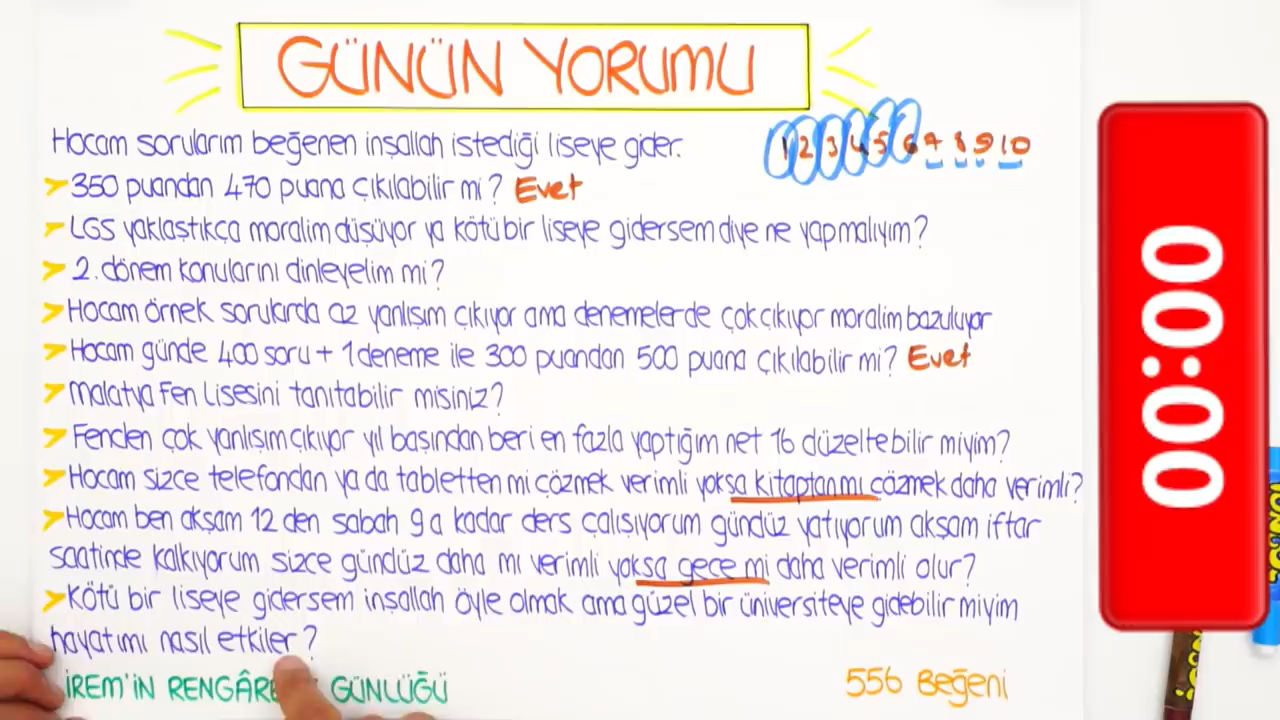 GÜNÜN YORUMU
Hocam sorularım beğenen inşallah istediği liseye gider.
1 2 3 4 5 6 7 8 9 10
➤ 350 puandan 470 puana çıkılabilir mi? Evet
➤ LGS yaklaştıkça moralim düşüyor ya kötü bir liseye gidersem diye ne yapmalıyım?
➤ 2. dönem konularını dinleyelim mi?
➤ Hocam örnek sorularda az yanlışım çıkıyor ama denemelerde çok çıkıyor moralim bazuluyor
➤ Hocam günde 400 soru + 1 deneme ile 300 puandan 500 puana çıkılabilir mi? Evet
➤ Malatya Fen Lisesini tanıtabilir misiniz?
➤ Fenden çok yanlışım çıkıyor yıl başından beri en fazla yaptığım net 16 düzeltebilir miyim?
➤ Hocam sizce telefondan ya da tabletten mi çözmek verimli yoksa kitaptan mı çözmek daha verimli?
➤ Hocam ben akşam 12 den sabah 9 a kadar ders çalışıyorum gündüz yatıyorum akşam iftar
saatinde kalkıyorum sizce gündüz daha mı verimli yoksa gece mi daha verimli olur?
➤ Kötü bir liseye gidersem inşallah öyle olmak ama güzel bir üniversiteye gidebilir miyim
hayatımı nasıl etkiler?
İREM'İN GÜNLÜĞÜ
556 Beğeni
00:00